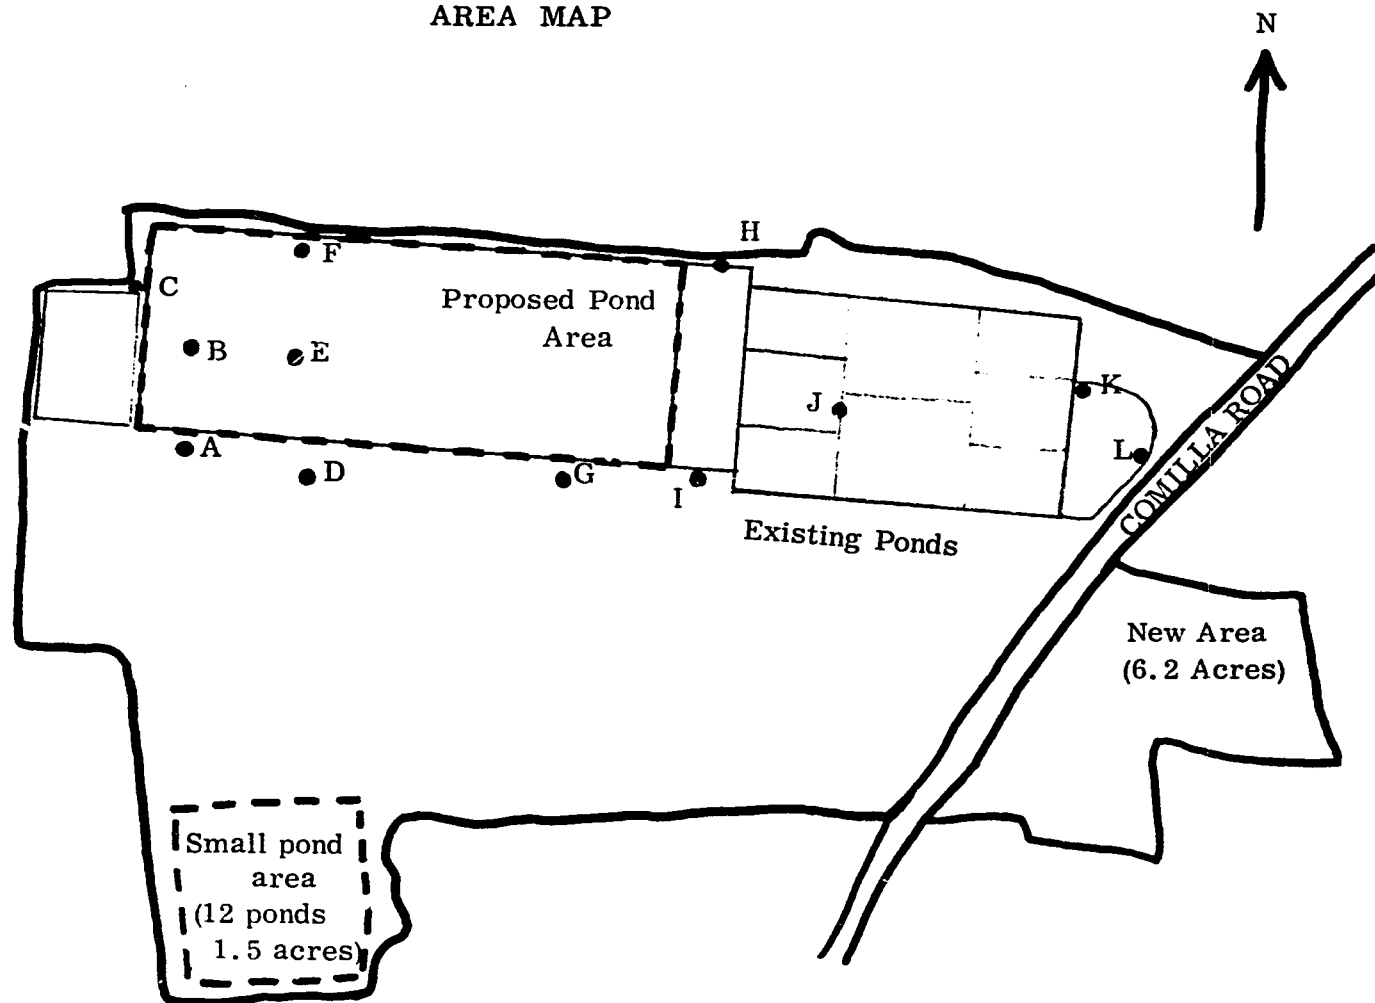 AREA MAP
N
H
F
C
Proposed Pond
Area
B
E
K
J
A
L
D
G
I
COMILLA ROAD
Existing Ponds
New Area
(6.2 Acres)
Small pond
area
(12 ponds
1.5 acres)